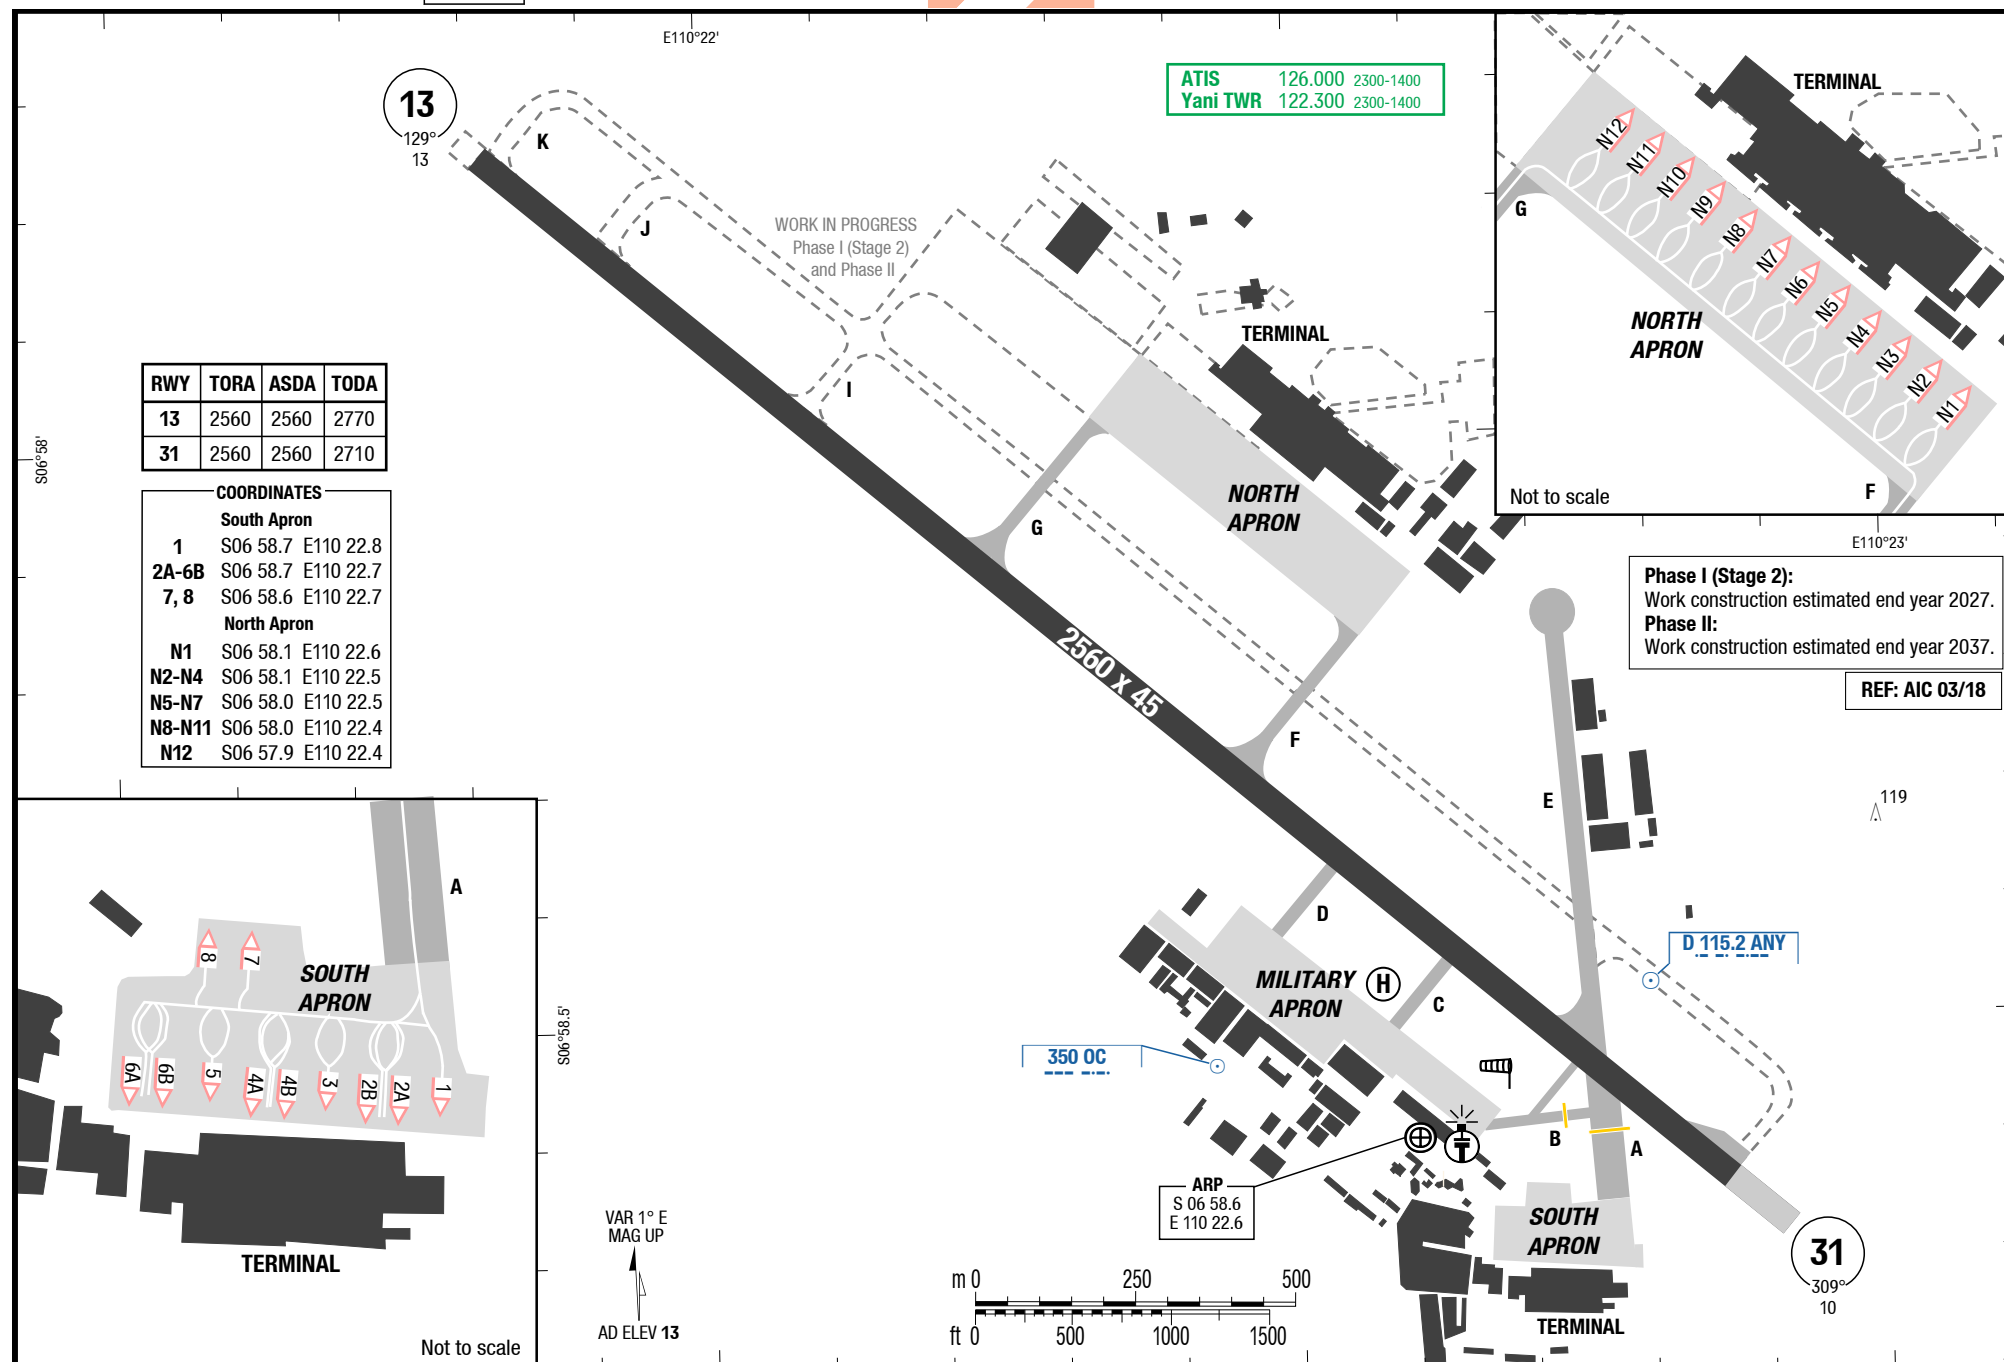 E110°22'
13
129°
13
K
J
WORK IN PROGRESS
Phase I (Stage 2)
and Phase II
ATIS 126.000 2300-1400
Yani TWR 122.300 2300-1400
TERMINAL
N12
N11
N10
N9
N8
N7
N6
N5
N4
N3
N2
N1
G
NORTH
APRON
F
Not to scale
TERMINAL
I
RWY TORA ASDA TODA
13 2560 2560 2770
31 2560 2560 2710
S06°58'
COORDINATES
South Apron
1 S06 58.7 E110 22.8
2A-6B S06 58.7 E110 22.7
7, 8 S06 58.6 E110 22.7
North Apron
N1 S06 58.1 E110 22.6
N2-N4 S06 58.1 E110 22.5
N5-N7 S06 58.0 E110 22.5
N8-N11 S06 58.0 E110 22.4
N12 S06 57.9 E110 22.4
NORTH
APRON
G
E110°23'
Phase I (Stage 2):
Work construction estimated end year 2027.
Phase II:
Work construction estimated end year 2037.
REF: AIC 03/18
2560 x 45
F
E
119
A
8
7
SOUTH
APRON
6A
6B
5
4A
4B
3
2B
2A
1
TERMINAL
Not to scale
S06°58.5'
D
D 115.2 ANY
MILITARY
APRON
H
C
350 OC
B
A
ARP
S 06 58.6
E 110 22.6
SOUTH
APRON
TERMINAL
31
309°
10
VAR 1° E
MAG UP
AD ELEV 13
m 0 250 500
ft 0 500 1000 1500